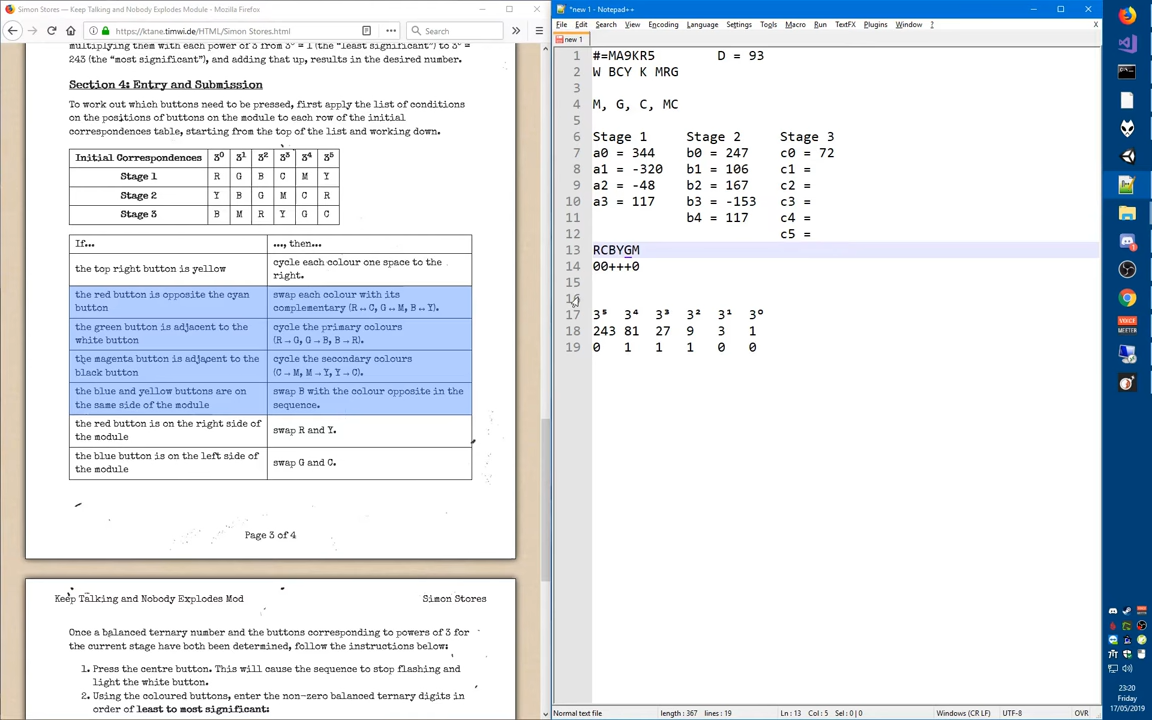 Simon Stores — Keep Talking and Nobody Explodes Module - Mozilla Firefox
https://ktane.timwi.de/HTML/Simon Stores.html
Search
multiplying them with each power of 3 from 3⁰ = 1 (the "least significant") to 3⁵ =
243 (the "most significant"), and adding that up, results in the desired number.
Section 4: Entry and Submission
To work out which buttons need to be pressed, first apply the list of conditions
on the positions of buttons on the module to each row of the initial
correspondences table, starting from the top of the list and working down.
Initial Correspondences 3⁰ 3¹ 3² 3³ 3⁴ 3⁵
Stage 1 R G B C M Y
Stage 2 Y B G M C R
Stage 3 B M R Y G C
If... ..., then...
the top right button is yellow
cycle each colour one space to the
right.
the red button is opposite the cyan
button
swap each colour with its
complementary (R↔C, G↔M, B↔Y).
the green button is adjacent to the
white button
cycle the primary colours
(R→G, G→B, B→R).
the magenta button is adjacent to the
black button
cycle the secondary colours
(C→M, M→Y, Y→C).
the blue and yellow buttons are on
the same side of the module
swap B with the colour opposite in the
sequence.
the red button is on the right side of
the module
swap R and Y.
the blue button is on the left side of
the module
swap G and C.
Page 3 of 4
Keep Talking and Nobody Explodes Mod Simon Stores
Once a balanced ternary number and the buttons corresponding to powers of 3 for
the current stage have both been determined, follow the instructions below:
1. Press the centre button. This will cause the sequence to stop flashing and
light the white button.
2. Using the coloured buttons, enter the non-zero balanced ternary digits in
order of least to most significant:
*new 1 - Notepad++
File Edit Search View Encoding Language Settings Tools Macro Run TextFX Plugins Window ?
new 1
1 #=MA9KR5 D = 93
2 W BCY K MRG
3
4 M, G, C, MC
5
6 Stage 1 Stage 2 Stage 3
7 a0 = 344 b0 = 247 c0 = 72
8 a1 = -320 b1 = 106 c1 =
9 a2 = -48 b2 = 167 c2 =
10 a3 = 117 b3 = -153 c3 =
11 b4 = 117 c4 =
12 c5 =
13 RCBYGM
14 00+++0
15
16
17 3⁵ 3⁴ 3³ 3² 3¹ 3⁰
18 243 81 27 9 3 1
19 0 1 1 1 0 0
Normal text file length : 367 lines : 19 Ln : 13 Col : 5 Sel : 0 | 0 Windows (CR LF) UTF-8 OVR
VOICE
MEETER
23:20
Friday
17/05/2019